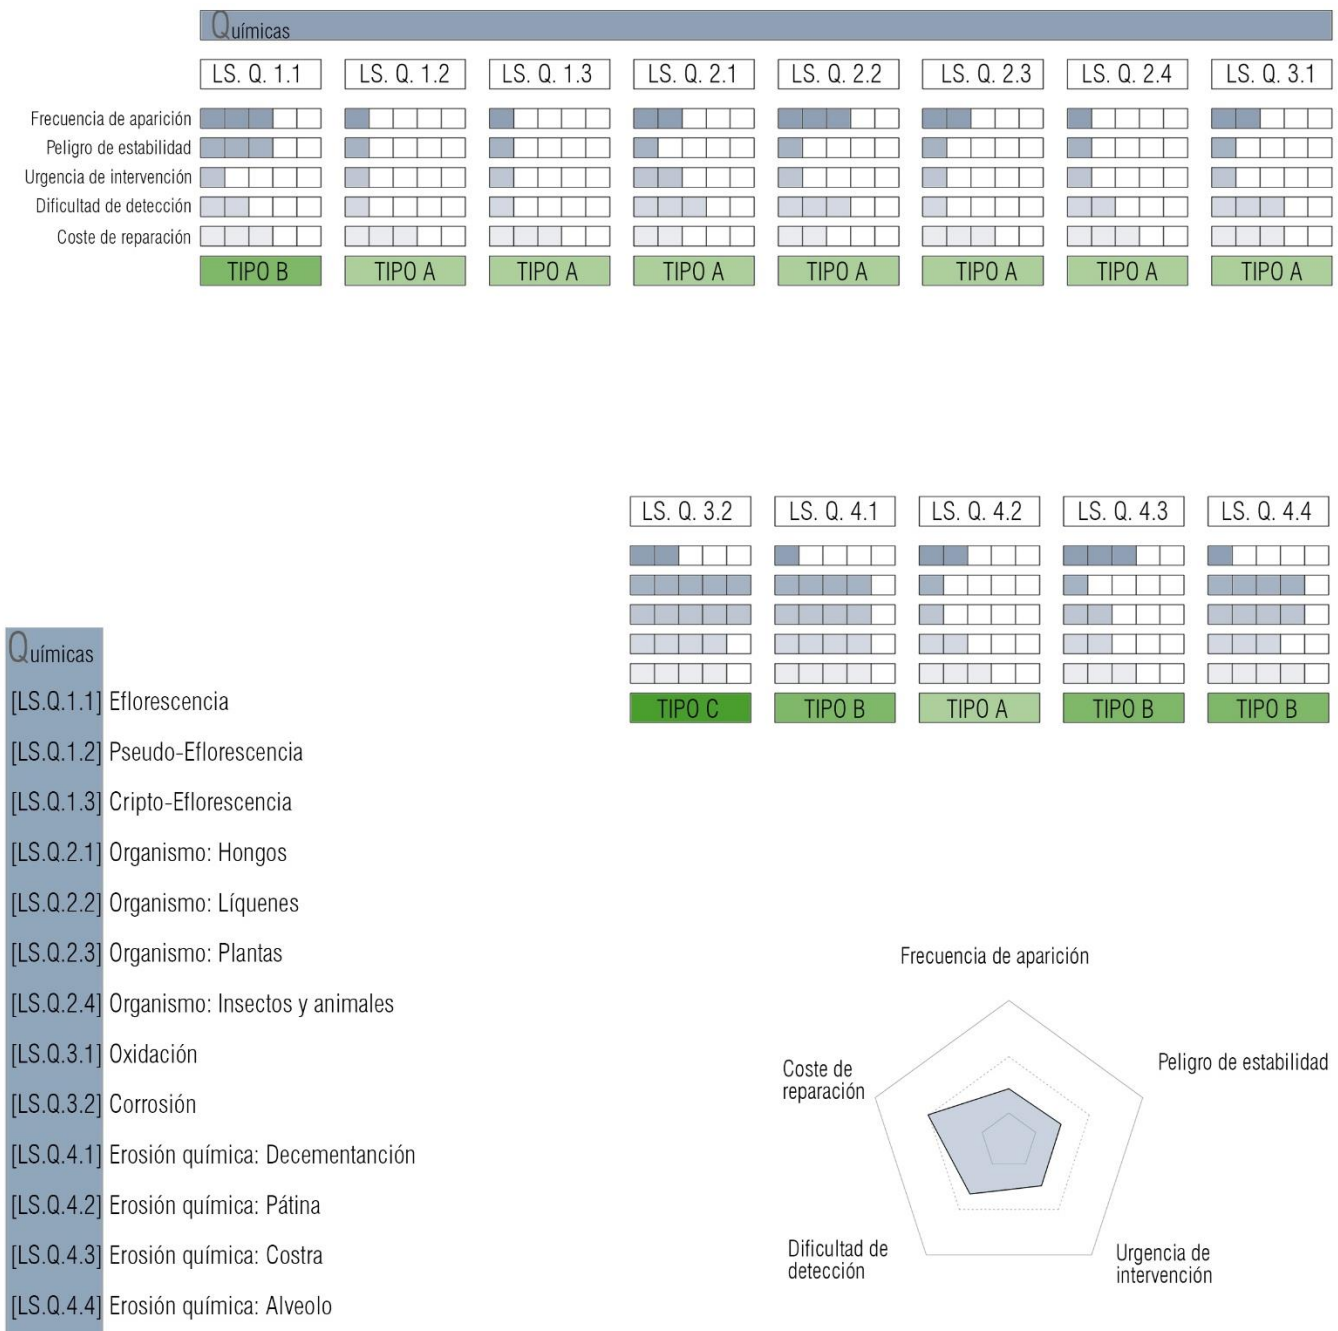 Químicas
LS. Q. 1.1 LS. Q. 1.2 LS. Q. 1.3 LS. Q. 2.1 LS. Q. 2.2 LS. Q. 2.3 LS. Q. 2.4 LS. Q. 3.1
Frecuencia de aparición
Peligro de estabilidad
Urgencia de intervención
Dificultad de detección
Coste de reparación
TIPO B TIPO A TIPO A TIPO A TIPO A TIPO A TIPO A TIPO A
LS. Q. 3.2 LS. Q. 4.1 LS. Q. 4.2 LS. Q. 4.3 LS. Q. 4.4
TIPO C TIPO B TIPO A TIPO B TIPO B
Químicas
[LS.Q.1.1] Eflorescencia
[LS.Q.1.2] Pseudo-Eflorescencia
[LS.Q.1.3] Cripto-Eflorescencia
[LS.Q.2.1] Organismo: Hongos
[LS.Q.2.2] Organismo: Líquenes
[LS.Q.2.3] Organismo: Plantas
[LS.Q.2.4] Organismo: Insectos y animales
[LS.Q.3.1] Oxidación
[LS.Q.3.2] Corrosión
[LS.Q.4.1] Erosión química: Decementanción
[LS.Q.4.2] Erosión química: Pátina
[LS.Q.4.3] Erosión química: Costra
[LS.Q.4.4] Erosión química: Alveolo
Frecuencia de aparición
Peligro de estabilidad
Coste de
reparación
Dificultad de
detección
Urgencia de
intervención